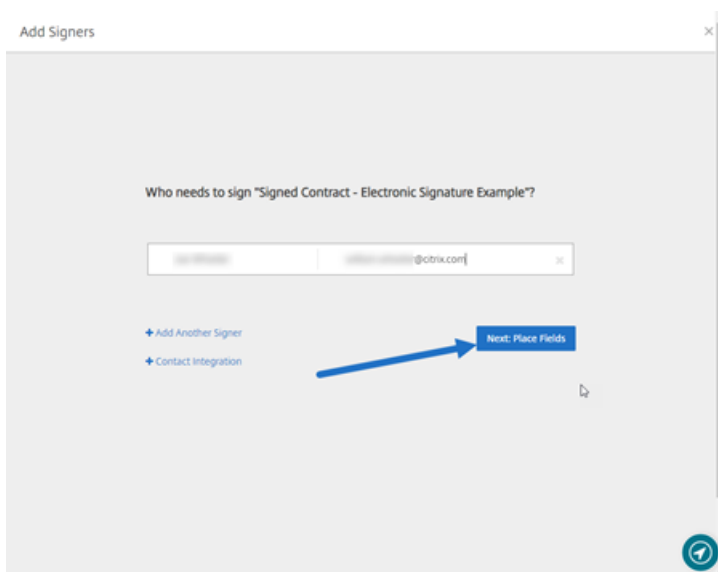 Add Signers
Who needs to sign "Signed Contract - Electronic Signature Example"?
@citrix.com
+ Add Another Signer
Next: Place Fields
+ Contact Integration